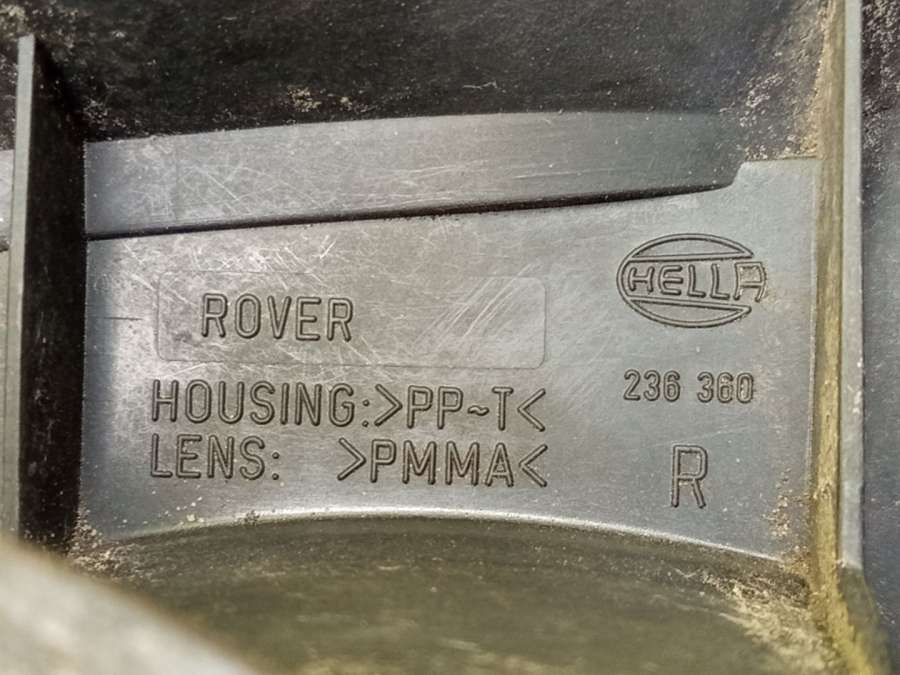 ROVER
HOUSING:>PP~T<
LENS: >PMMA<
HELLA
236 360
R